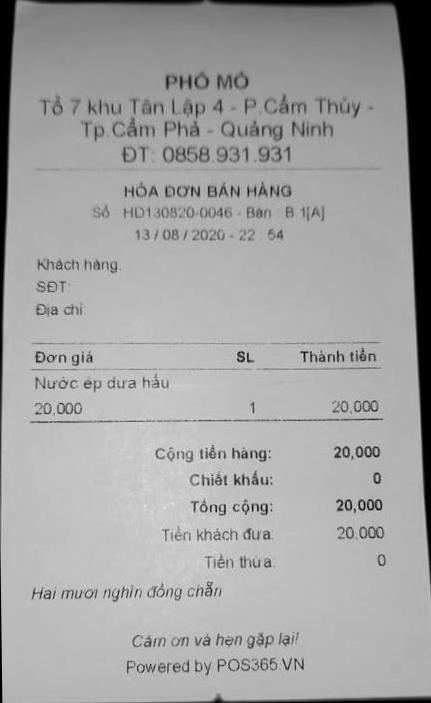 PHỐ MỎ
Tổ 7 khu Tân Lập 4 - P.Cẩm Thủy -
Tp.Cẩm Phả - Quảng Ninh
ĐT: 0858.931.931
HÓA ĐƠN BÁN HÀNG
Số : HD130820-0046 - Bàn : B 1[A]
13 / 08 / 2020 - 22 : 54
Khách hàng:
SĐT:
Địa chỉ:
Đơn giá SL Thành tiền
Nước ép dưa hấu
20,000 1 20,000
Cộng tiền hàng: 20,000
Chiết khấu: 0
Tổng cộng: 20,000
Tiền khách đưa: 20,000
Tiền thừa: 0
Hai mươi nghìn đồng chẵn
Cảm ơn và hẹn gặp lại!
Powered by POS365.VN